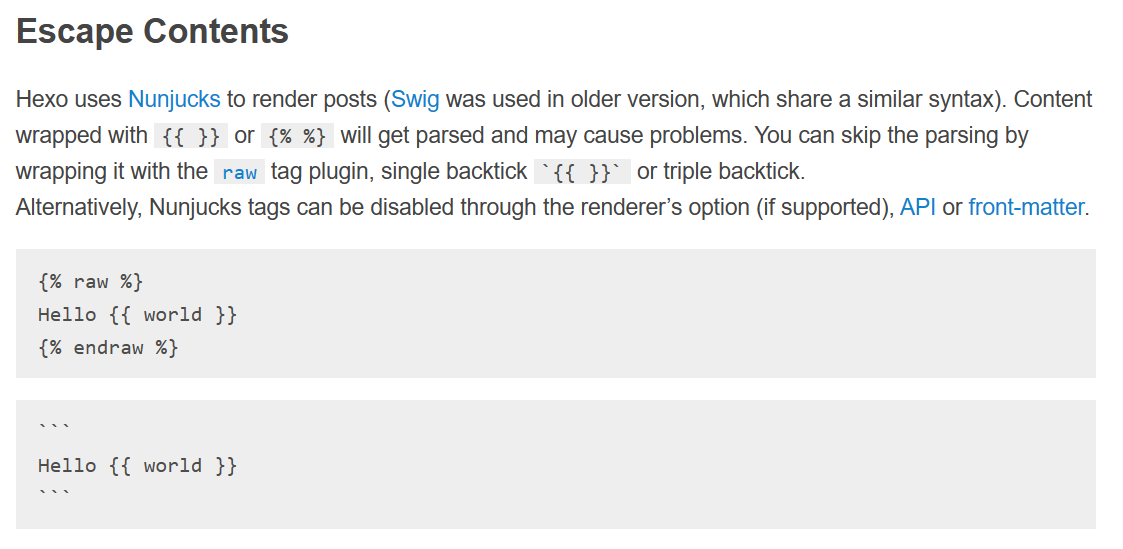 Escape Contents
Hexo uses Nunjucks to render posts (Swig was used in older version, which share a similar syntax). Content
wrapped with {{ }} or {% %} will get parsed and may cause problems. You can skip the parsing by
wrapping it with the raw tag plugin, single backtick `{{ }}` or triple backtick.
Alternatively, Nunjucks tags can be disabled through the renderer’s option (if supported), API or front-matter.
{% raw %}
Hello {{ world }}
{% endraw %}
```
Hello {{ world }}
```